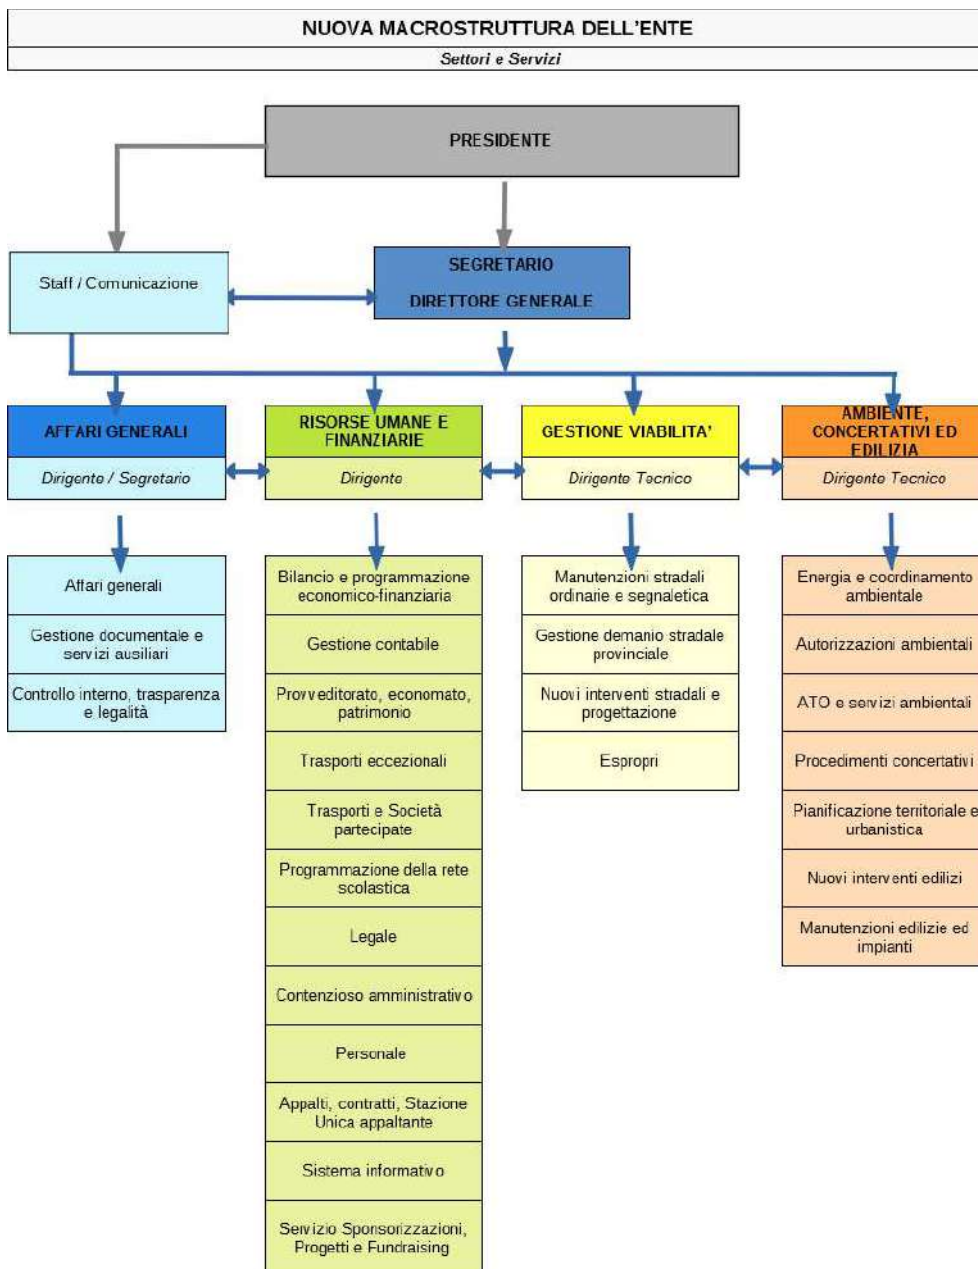 NUOVA MACROSTRUTTURA DELL'ENTE
Settori e Servizi
PRESIDENTE
Staff / Comunicazione
SEGRETARIO
DIRETTORE GENERALE
AFFARI GENERALI
Dirigente / Segretario
RISORSE UMANE E
FINANZIARIE
Dirigente
GESTIONE VIABILITA'
Dirigente Tecnico
AMBIENTE,
CONCERTATIVI ED
EDILIZIA
Dirigente Tecnico
Affari generali
Gestione documentale e
servizi ausiliari
Controllo interno, trasparenza
e legalità
Bilancio e programmazione
economico-finanziaria
Gestione contabile
Provveditorato, economato,
patrimonio
Trasporti eccezionali
Trasporti e Società
partecipate
Programmazione della rete
scolastica
Legale
Contenzioso amministrativo
Personale
Appalti, contratti, Stazione
Unica appaltante
Sistema informativo
Servizio Sponsorizzazioni,
Progetti e Fundraising
Manutenzioni stradali
ordinarie e segnaletica
Gestione demanio stradale
provinciale
Nuovi interventi stradali e
progettazione
Espropri
Energia e coordinamento
ambientale
Autorizzazioni ambientali
ATO e servizi ambientali
Procedimenti concertativi
Pianificazione territoriale e
urbanistica
Nuovi interventi edilizi
Manutenzioni edilizie ed
impianti